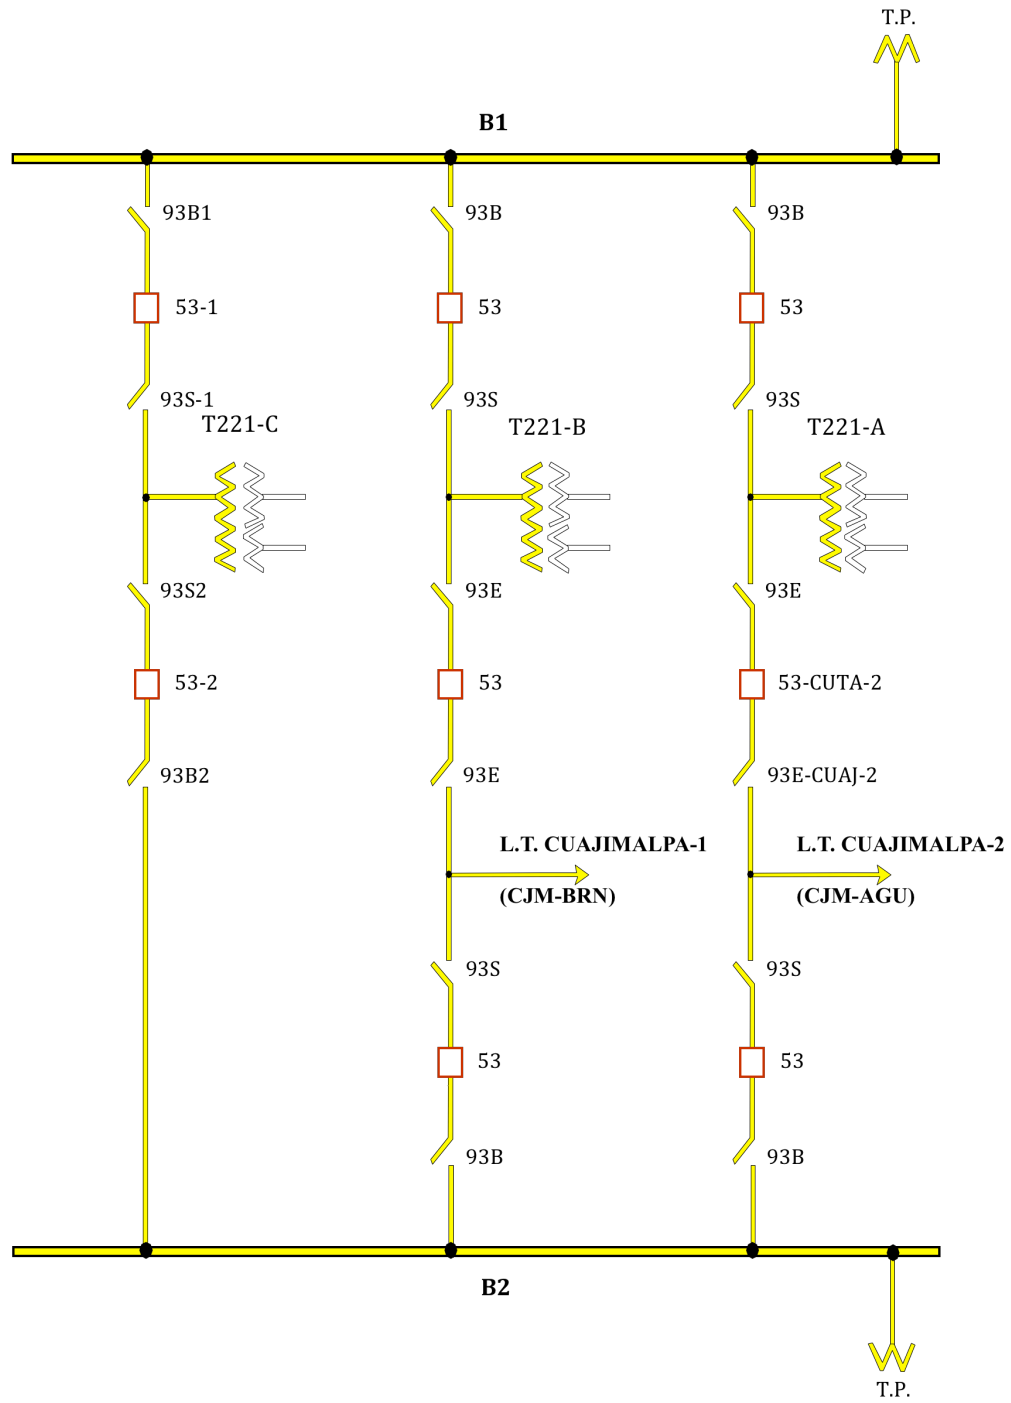 T.P.
B1
93B1
93B
93B
53-1
53
53
93S-1
93S
93S
T221-C
T221-B
T221-A
93S2
93E
93E
53-2
53
53-CUTA-2
93B2
93E
93E-CUAJ-2
L.T. CUAJIMALPA-1
(CJM-BRN)
L.T. CUAJIMALPA-2
(CJM-AGU)
93S
93S
53
53
93B
93B
B2
T.P.